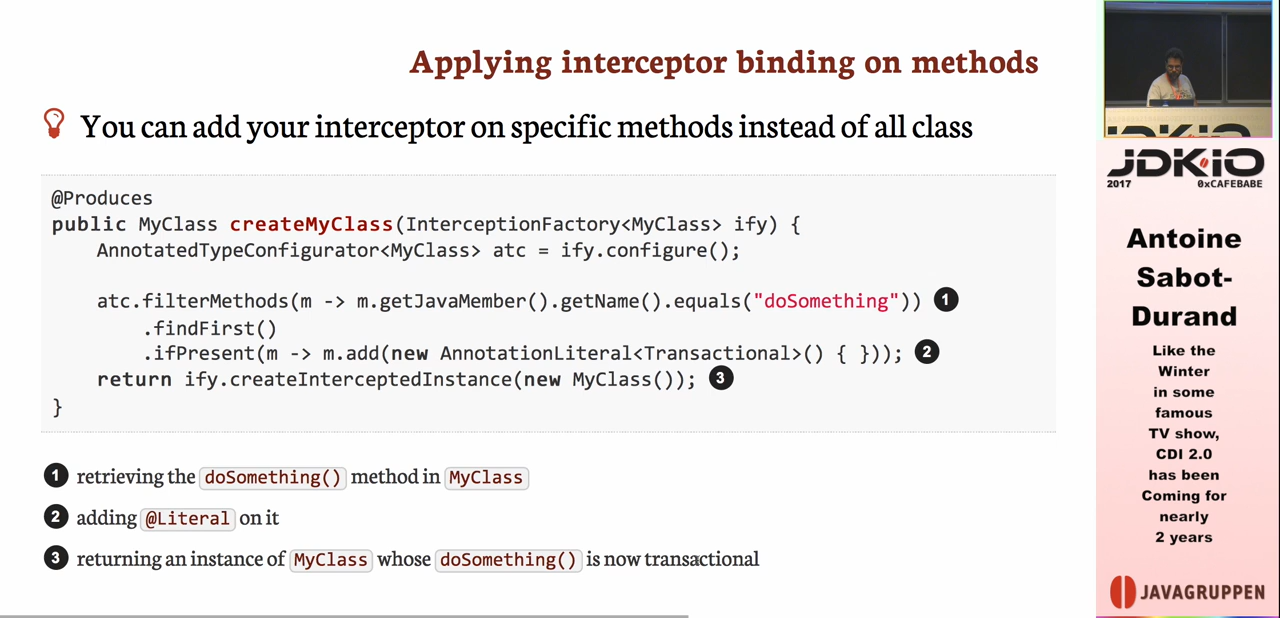 Applying interceptor binding on methods
You can add your interceptor on specific methods instead of all class
@Produces
public MyClass createMyClass(InterceptionFactory<MyClass> ify) {
AnnotatedTypeConfigurator<MyClass> atc = ify.configure();
atc.filterMethods(m -> m.getJavaMember().getName().equals("doSomething")) 1
.findFirst()
.ifPresent(m -> m.add(new AnnotationLiteral<Transactional>() { })); 2
return ify.createInterceptedInstance(new MyClass()); 3
}
1 retrieving the doSomething() method in MyClass
2 adding @Literal on it
3 returning an instance of MyClass whose doSomething() is now transactional
JDKIO
JDKIO
2017 0xCAFEBABE
Antoine
Sabot-
Durand
Like the
Winter
in some
famous
TV show,
CDI 2.0
has been
Coming for
nearly
2 years
JAVAGRUPPEN